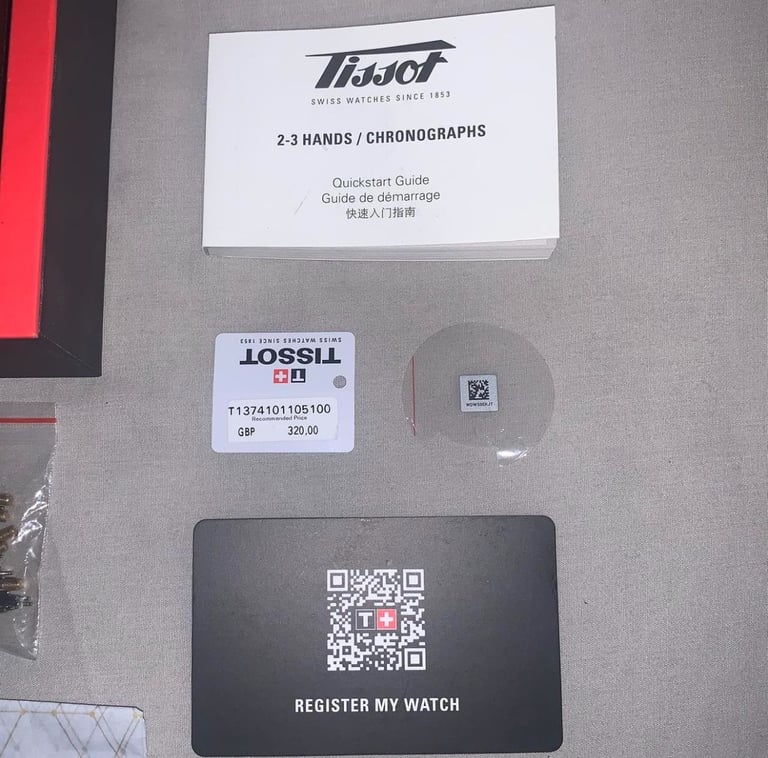 Tissot
SWISS WATCHES SINCE 1853
2-3 HANDS / CHRONOGRAPHS
Quickstart Guide
Guide de démarrage
快速入门指南
SWISS WATCHES SINCE 1853
TISSOT
T
T1374101105100
Recommended Price
GBP 320,00
T
REGISTER MY WATCH